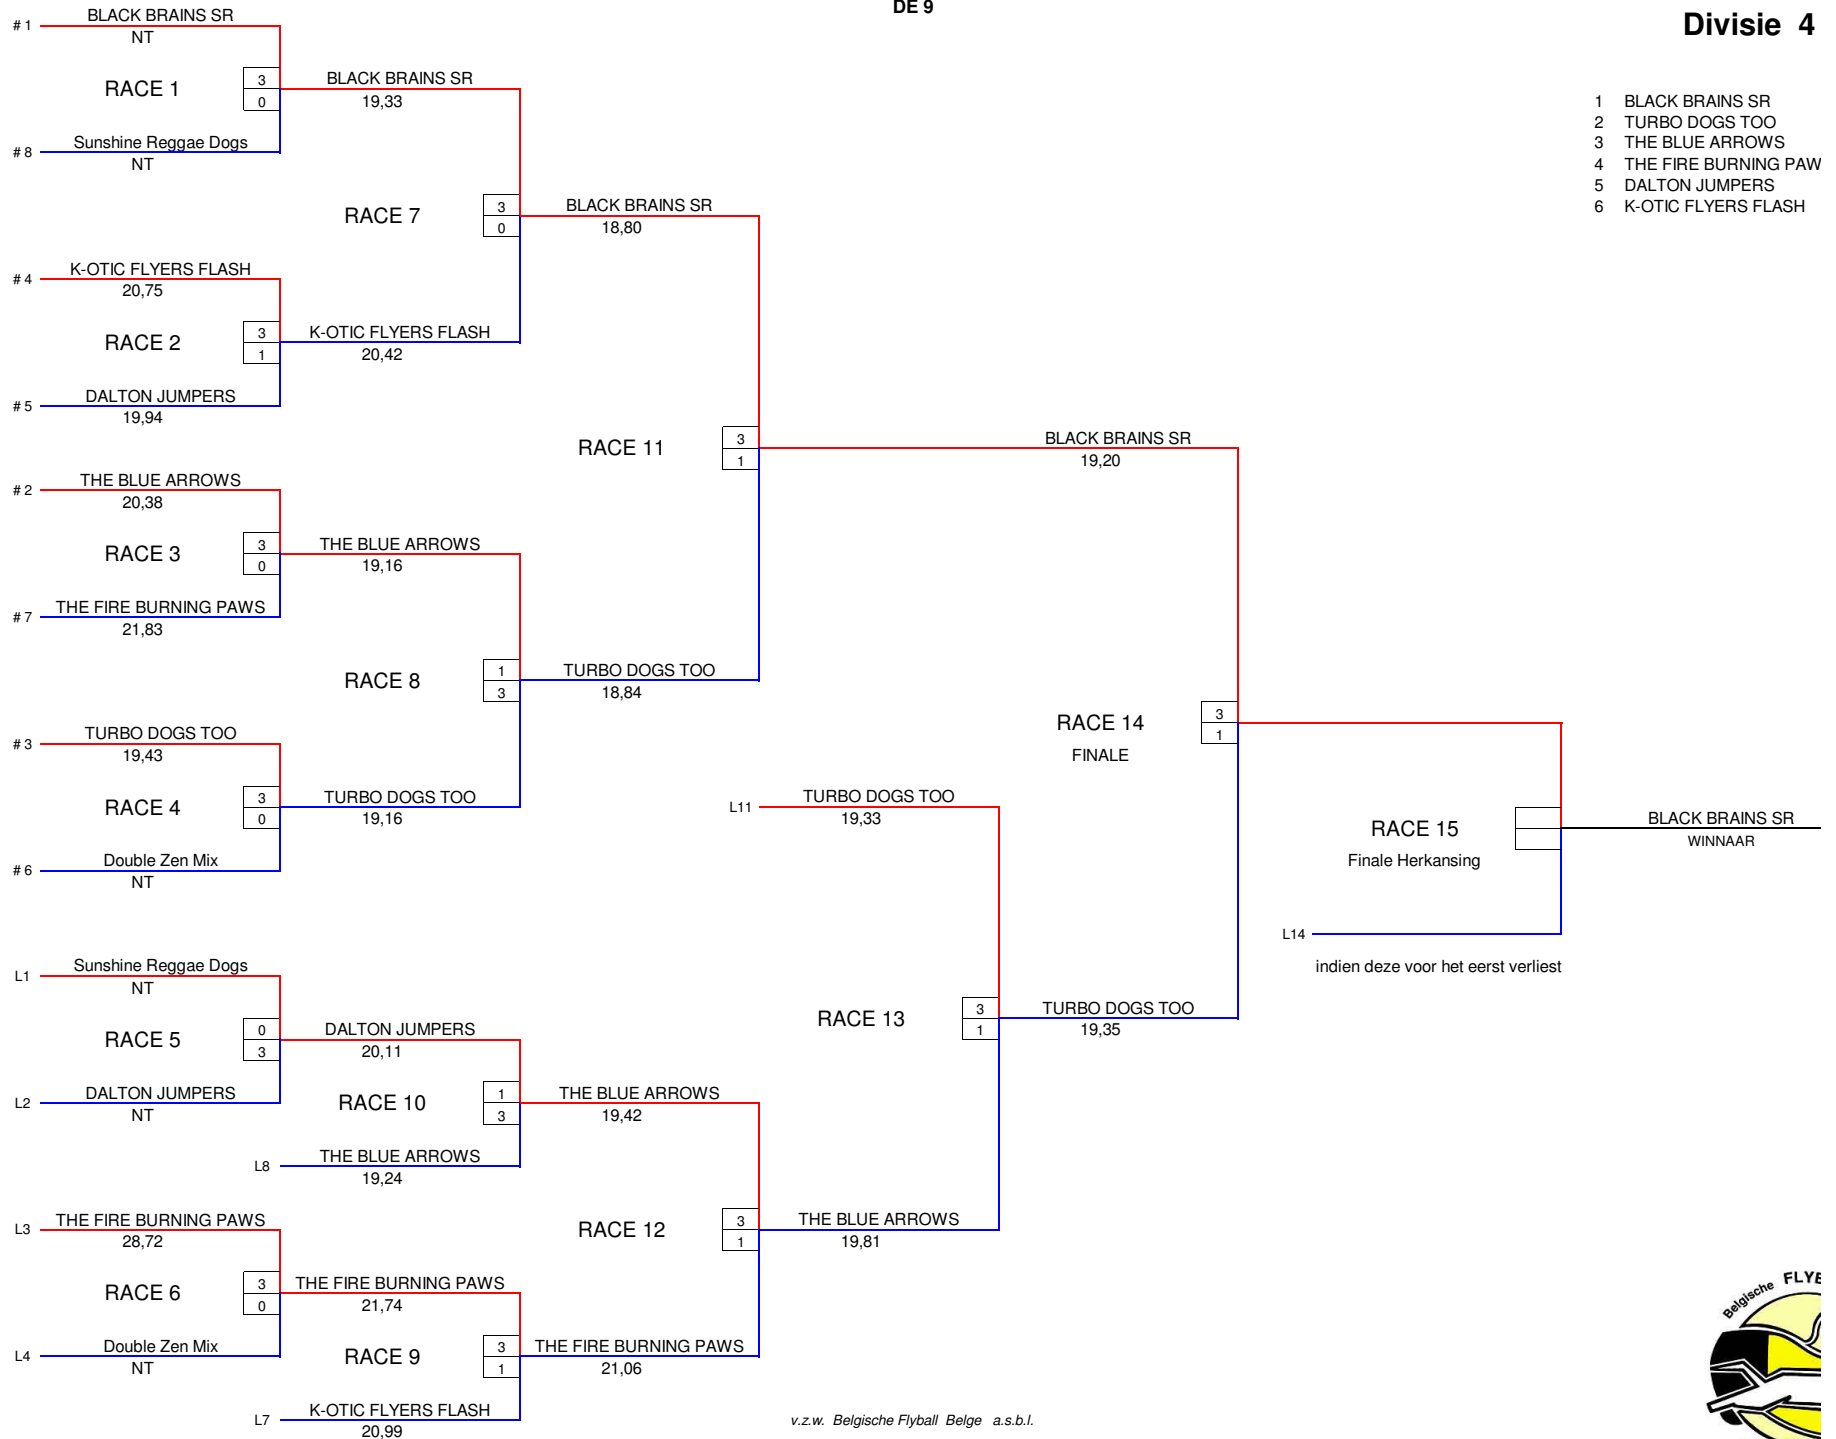 DE 9
Divisie 4
1 BLACK BRAINS SR
2 TURBO DOGS TOO
3 THE BLUE ARROWS
4 THE FIRE BURNING PAW
5 DALTON JUMPERS
6 K-OTIC FLYERS FLASH
# 1 BLACK BRAINS SR
NT
RACE 1 3 0
# 8 Sunshine Reggae Dogs
NT
BLACK BRAINS SR
19,33
RACE 7 3 0
# 4 K-OTIC FLYERS FLASH
20,75
RACE 2 3 1
# 5 DALTON JUMPERS
19,94
K-OTIC FLYERS FLASH
20,42
BLACK BRAINS SR
18,80
RACE 11 3 1
# 2 THE BLUE ARROWS
20,38
RACE 3 3 0
# 7 THE FIRE BURNING PAWS
21,83
THE BLUE ARROWS
19,16
RACE 8 1 3
# 3 TURBO DOGS TOO
19,43
RACE 4 3 0
# 6 Double Zen Mix
NT
TURBO DOGS TOO
19,16
TURBO DOGS TOO
18,84
BLACK BRAINS SR
19,20
RACE 14 3 1
FINALE
RACE 15
Finale Herkansing
BLACK BRAINS SR
WINNAAR
L14
indien deze voor het eerst verliest
L11 TURBO DOGS TOO
19,33
RACE 13 3 1
TURBO DOGS TOO
19,35
L1 Sunshine Reggae Dogs
NT
RACE 5 0 3
L2 DALTON JUMPERS
NT
DALTON JUMPERS
20,11
RACE 10 1 3
L8 THE BLUE ARROWS
19,24
THE BLUE ARROWS
19,42
RACE 12 3 1
THE BLUE ARROWS
19,81
L3 THE FIRE BURNING PAWS
28,72
RACE 6 3 0
L4 Double Zen Mix
NT
THE FIRE BURNING PAWS
21,74
RACE 9 3 1
L7 K-OTIC FLYERS FLASH
20,99
THE FIRE BURNING PAWS
21,06
v.z.w. Belgische Flyball Belge a.s.b.l.
Belgische FLYB